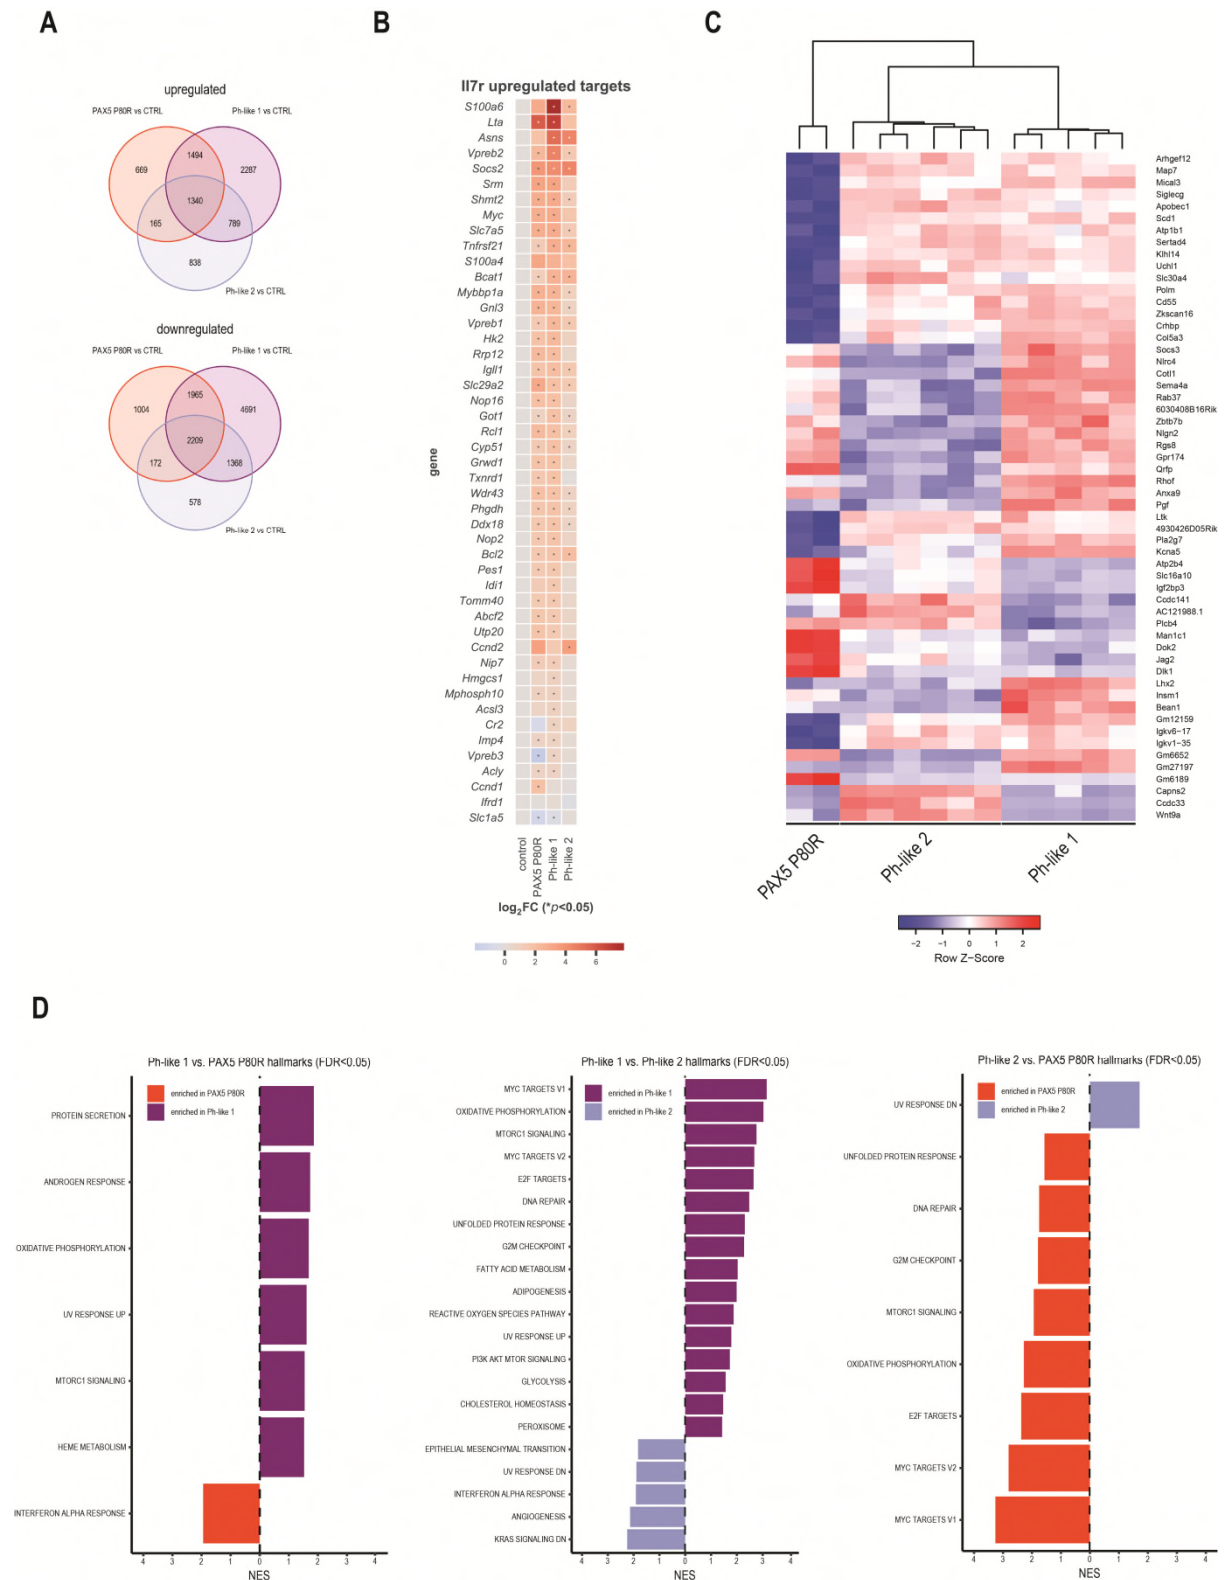 A
upregulated
PAX5 P80R vs CTRL
Ph-like 1 vs CTRL
1494
669
2287
1340
165
789
838
Ph-like 2 vs CTRL
downregulated
PAX5 P80R vs CTRL
Ph-like 1 vs CTRL
1965
1004
4691
2209
172
1368
578
Ph-like 2 vs CTRL
B
Il7r upregulated targets
gene
S100a6
Lta
Asns
Vpreb2
Socs2
Srm
Shmt2
Myc
Slc7a5
Tnfrsf21
S100a4
Bcat1
Mybbp1a
Gnl3
Vpreb1
Hk2
Rrp12
Igll1
Slc29a2
Nop16
Got1
Rcl1
Cyp51
Grwd1
Txnrd1
Wdr43
Phgdh
Ddx18
Nop2
Bcl2
Pes1
Idi1
Tomm40
Abcf2
Utp20
Ccnd2
Nip7
Hmgcs1
Mphosph10
Acsl3
Cr2
Imp4
Vpreb3
Acly
Ccnd1
Ifrd1
Slc1a5
control
PAX5 P80R
Ph-like 1
Ph-like 2
log2FC (*p<0.05)
0 2 4 6
C
Arhgef12
Map7
Mical3
Siglecg
Apobec1
Scd1
Atp1b1
Sertad4
Klhl14
Uchl1
Slc30a4
Polm
Cd55
Zkscan16
Crhbp
Col5a3
Socs3
Nlrc4
Cotl1
Sema4a
Rab37
6030408B16Rik
Zbtb7b
Nlgn2
Rgs8
Gpr174
Qrfp
Rhof
Anxa9
Pgf
Ltk
4930426D05Rik
Pla2g7
Kcna5
Atp2b4
Slc16a10
Igf2bp3
Ccdc141
AC121988.1
Plcb4
Man1c1
Dok2
Jag2
Dlk1
Lhx2
Insm1
Bean1
Gm12159
Igkv6−17
Igkv1−35
Gm6652
Gm27197
Gm6189
Capns2
Ccdc33
Wnt9a
PAX5 P80R
Ph-like 2
Ph-like 1
−2 −1 0 1 2
Row Z−Score
D
Ph-like 1 vs. PAX5 P80R hallmarks (FDR<0.05)
enriched in PAX5 P80R
enriched in Ph-like 1
PROTEIN SECRETION
ANDROGEN RESPONSE
OXIDATIVE PHOSPHORYLATION
UV RESPONSE UP
MTORC1 SIGNALING
HEME METABOLISM
INTERFERON ALPHA RESPONSE
4 3 2 1 0 1 2 3 4
NES
Ph-like 1 vs. Ph-like 2 hallmarks (FDR<0.05)
enriched in Ph-like 1
enriched in Ph-like 2
MYC TARGETS V1
OXIDATIVE PHOSPHORYLATION
MTORC1 SIGNALING
MYC TARGETS V2
E2F TARGETS
DNA REPAIR
UNFOLDED PROTEIN RESPONSE
G2M CHECKPOINT
FATTY ACID METABOLISM
ADIPOGENESIS
REACTIVE OXYGEN SPECIES PATHWAY
UV RESPONSE UP
PI3K AKT MTOR SIGNALING
GLYCOLYSIS
CHOLESTEROL HOMEOSTASIS
PEROXISOME
EPITHELIAL MESENCHYMAL TRANSITION
UV RESPONSE DN
INTERFERON ALPHA RESPONSE
ANGIOGENESIS
KRAS SIGNALING DN
4 3 2 1 0 1 2 3 4
NES
Ph-like 2 vs. PAX5 P80R hallmarks (FDR<0.05)
enriched in PAX5 P80R
enriched in Ph-like 2
UV RESPONSE DN
UNFOLDED PROTEIN RESPONSE
DNA REPAIR
G2M CHECKPOINT
MTORC1 SIGNALING
OXIDATIVE PHOSPHORYLATION
E2F TARGETS
MYC TARGETS V2
MYC TARGETS V1
4 3 2 1 0 1 2 3 4
NES